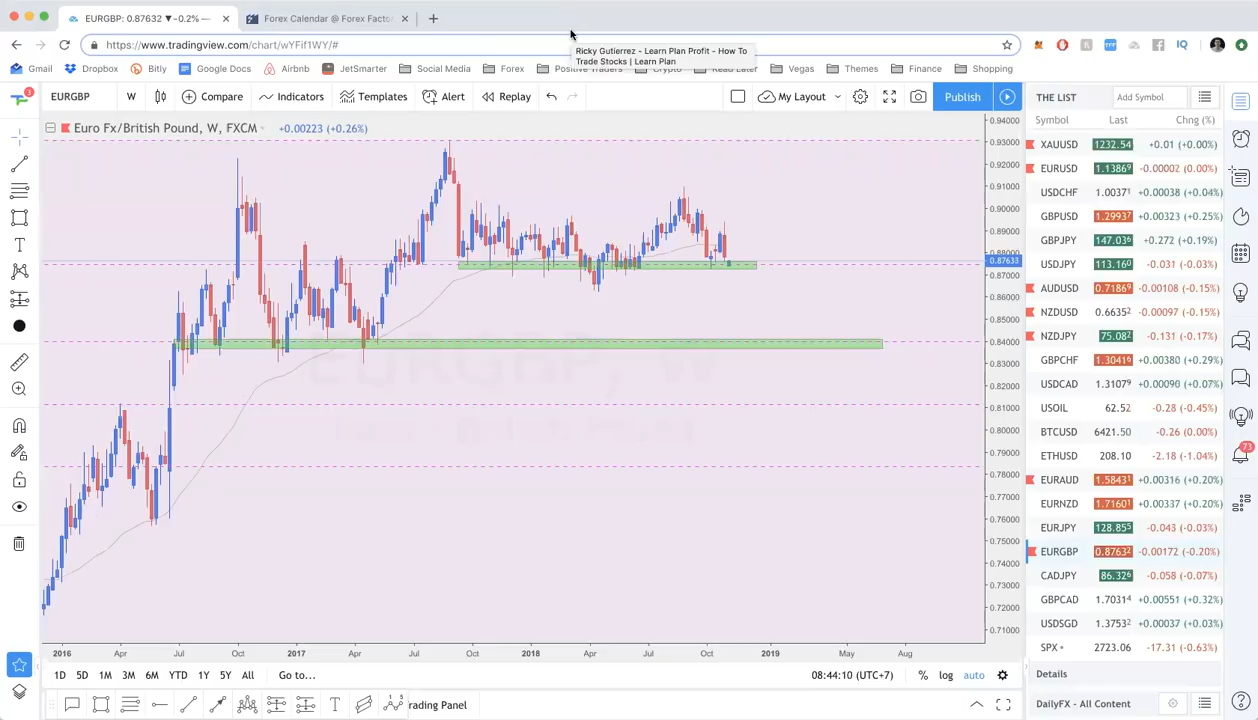 EURGBP: 0.87632 ▼-0.2% —
Forex Calendar @ Forex Facto
https://www.tradingview.com/chart/wYFif1WY/#
Ricky Gutierrez - Learn Plan Profit - How To
Trade Stocks | Learn Plan
Gmail Dropbox Bitly Google Docs Airbnb JetSmarter Social Media Forex Positive Traders Crypto Read Later Vegas Themes Finance Shopping
3 EURGBP W Compare Indicators Templates Alert Replay My Layout Publish
THE LIST Add Symbol
Symbol Last Chng (%)
Euro Fx/British Pound, W, FXCM +0.00223 (+0.26%)
XAUUSD 1232.54 +0.01 (+0.00%)
EURUSD 1.13869 -0.00002 (0.00%)
USDCHF 1.00371 +0.00038 (+0.04%)
GBPUSD 1.29937 +0.00323 (+0.25%)
GBPJPY 147.036 +0.272 (+0.19%)
USDJPY 113.160 -0.031 (-0.03%)
AUDUSD 0.71869 -0.00108 (-0.15%)
NZDUSD 0.66352 -0.00097 (-0.15%)
NZDJPY 75.082 -0.131 (-0.17%)
GBPCHF 1.30416 +0.00380 (+0.29%)
USDCAD 1.31079 +0.00090 (+0.07%)
USOIL 62.52 -0.28 (-0.45%)
BTCUSD 6421.50 -0.26 (0.00%)
ETHUSD 208.10 -2.18 (-1.04%)
EURAUD 1.58431 +0.00316 (+0.20%)
EURNZD 1.71601 +0.00337 (+0.20%)
EURJPY 128.855 -0.043 (-0.03%)
EURGBP 0.87632 -0.00172 (-0.20%)
CADJPY 86.326 -0.058 (-0.07%)
GBPCAD 1.70314 +0.00551 (+0.32%)
USDSGD 1.37532 +0.00037 (+0.03%)
SPX 2723.06 -17.31 (-0.63%)
Details
DailyFX - All Content
73
0.94000
0.93000
0.92000
0.91000
0.90000
0.89000
0.88000
0.87633
0.87000
0.86000
0.85000
0.84000
0.83000
0.82000
0.81000
0.80000
0.79000
0.78000
0.77000
0.76000
0.75000
0.74000
0.73000
0.72000
0.71000
EURGBP, W
2016 Apr Jul Oct 2017 Apr Jul Oct 2018 Apr Jul Oct 2019 May Aug
1D 5D 1M 3M 6M YTD 1Y 5Y All Go to... 08:44:10 (UTC+7) % log auto
rading Panel